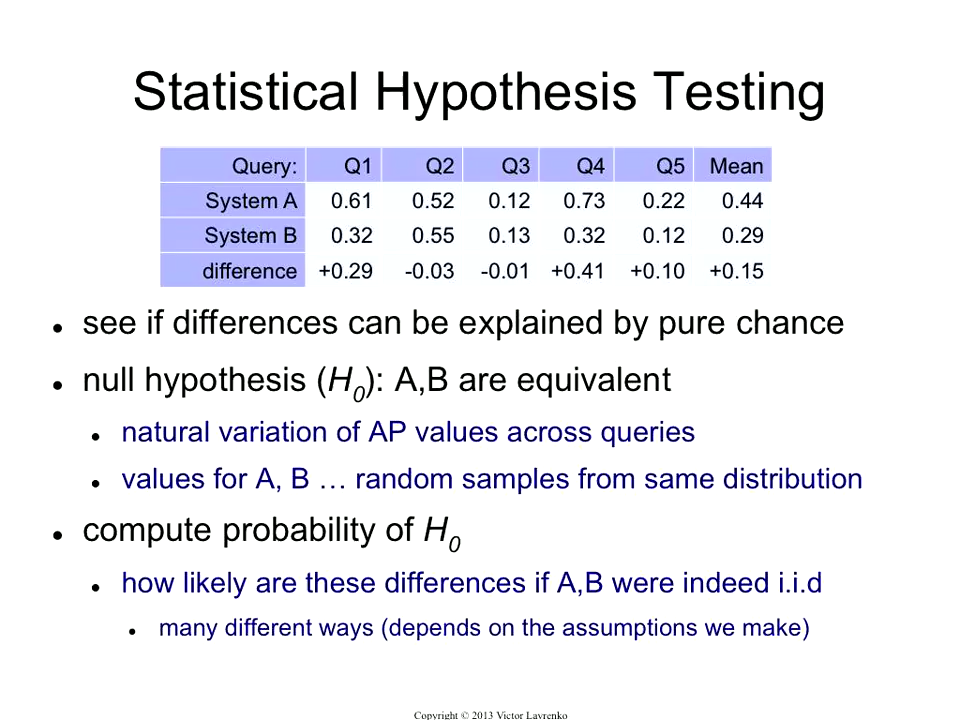 Statistical Hypothesis Testing
Query: Q1 Q2 Q3 Q4 Q5 Mean
System A 0.61 0.52 0.12 0.73 0.22 0.44
System B 0.32 0.55 0.13 0.32 0.12 0.29
difference +0.29 -0.03 -0.01 +0.41 +0.10 +0.15
• see if differences can be explained by pure chance
• null hypothesis (H0): A,B are equivalent
• natural variation of AP values across queries
• values for A, B … random samples from same distribution
• compute probability of H0
• how likely are these differences if A,B were indeed i.i.d
• many different ways (depends on the assumptions we make)
Copyright © 2013 Victor Lavrenko